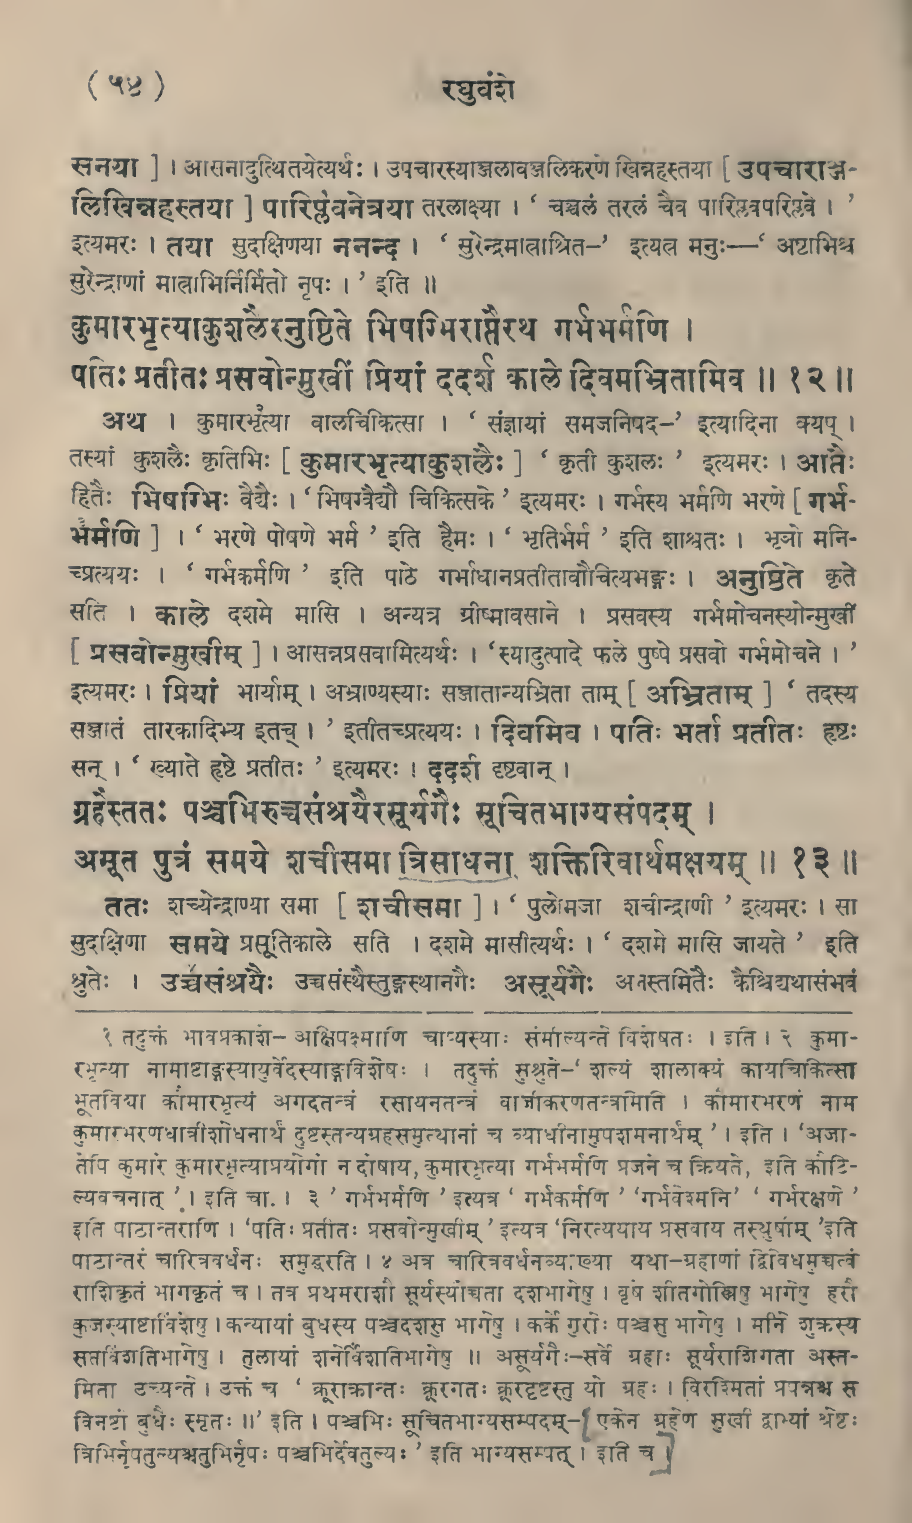 ( ५४ ) रघुवंशे
सनया ] । आसनादुत्थितयेत्यर्थः । उपचारस्याञ्जलावञ्जलिकरणे खिन्नहस्तया [ उपचाराञ्ज-
लिखिन्नहस्तया ] पारिप्लवनेत्रया तरलाक्ष्या । ‘ चञ्चलं तरलं चैव पारिप्लवपरिप्लवे । ’
इत्यमरः । तया सुदक्षिणया ननन्द । ‘ सुरेन्द्रमात्राश्रित–’ इत्यत्र मनुः—‘ अष्टाभिश्च
सुरेन्द्राणां मात्राभिर्निर्मितो नृपः । ’ इति ॥
कुमारभृत्याकुशलैरनुष्ठिते भिषग्भिराप्तैरथ गर्भभर्मणि ।
पतिः प्रतीतः प्रसवोन्मुखीं प्रियां ददर्श काले दिवमभ्रितामिव ॥ १२ ॥
अथ । कुमारभृत्या बालचिकित्सा । ‘ संज्ञायां समजनिषद–’ इत्यादिना क्यप् ।
तस्यां कुशलैः कृतिभिः [ कुमारभृत्याकुशलैः ] ‘ कृती कुशलः ’ इत्यमरः । आप्तैः
हितैः भिषग्भिः वैद्यैः । ‘ भिषग्वैद्यौ चिकित्सके ’ इत्यमरः । गर्भस्य भर्मणि भरणे [ गर्भ-
भर्मणि ] । ‘ भरणे पोषणे भर्म ’ इति हैमः । ‘ भृतिर्भर्म ’ इति शाश्वतः । भृञो मनि-
च्प्रत्ययः । ‘ गर्भकर्मणि ’ इति पाठे गर्भाधानप्रतीतावौचित्यभङ्गः । अनुष्ठिते कृते
सति । काले दशमे मासि । अन्यत्र ग्रीष्मावसाने । प्रसवस्य गर्भमोचनस्योन्मुखीं
[ प्रसवोन्मुखीम् ] । आसन्नप्रसवामित्यर्थः । ‘स्यादुत्पादे फले पुष्पे प्रसवो गर्भमोचने । ’
इत्यमरः । प्रियां भार्याम् । अभ्राण्यस्याः सञ्जातान्यभ्रिता ताम् [ अभ्रिताम् ] ‘ तदस्य
सञ्जातं तारकादिभ्य इतच् । ’ इतीतच्प्रत्ययः । दिवमिव । पतिः भर्ता प्रतीतः हृष्टः
सन् । ‘ ख्याते हृष्टे प्रतीतः ’ इत्यमरः । ददर्श दृष्टवान् ।
ग्रहैस्ततः पञ्चभिरुच्चसंश्रयैरसूर्यगैः सूचितभाग्यसंपदम् ।
असूत पुत्रं समये शचीसमा त्रिसाधना शक्तिरिवार्थमक्षयम् ॥ १३ ॥
ततः शच्येन्द्राण्या समा [ शचीसमा ] । ‘ पुलोमजा शचीन्द्राणी ’ इत्यमरः । सा
सुदक्षिणा समये प्रसूतिकाले सति । दशमे मासीत्यर्थः । ‘ दशमे मासि जायते ’ इति
श्रुतेः । उच्चसंश्रयैः उच्चसंस्थैस्तुङ्गस्थानगैः असूर्यगैः अनस्तमितैः कैश्चिद्यथासंभवं
१ तदुक्तं भावप्रकाशे– अक्षिपक्ष्माणि चाप्यस्याः संमील्यन्ते विशेषतः । इति । २ कुमा-
रभृत्या नामाष्टाङ्गस्यायुर्वेदस्याङ्गविशेषः । तदुक्तं सुश्रुते–‘ शल्यं शालाक्यं कायचिकित्सा
भूतविद्या कौमारभृत्यं अगदतन्त्रं रसायनतन्त्रं वाजीकरणतन्त्रमिति । कौमारभरणं नाम
कुमारभरणधात्रीशोधनार्थं दुष्टस्तन्यग्रहसमुत्थानां च व्याधीनामुपशमनार्थम् ’ । इति । ‘अजा-
तेपि कुमारे कुमारभृत्याप्रयोगो न दोषाय, कुमारभृत्या गर्भभर्मणि प्रजने च क्रियते, इति कौटि-
ल्यवचनात् ’. । इति चा. । ३ ’ गर्भभर्मणि ’ इत्यत्र ‘ गर्भकर्मणि ’ ‘गर्भवेश्मनि’ ‘ गर्भरक्षणे ’
इति पाठान्तराणि । ‘पतिः प्रतीतः प्रसवोन्मुखीम् ’ इत्यत्र ‘निरत्ययाय प्रसवाय तस्थुषीम् ’इति
पाठान्तरं चारित्रवर्धनः समुद्धरति । ४ अत्र चारित्रवर्धनव्याख्या यथा–ग्रहाणां द्विविधमुच्चत्वं
राशिकृतं भागकृतं च । तत्र प्रथमराशौ सूर्यस्योच्चता दशभागेषु । वृषे शीतगोस्त्रिषु भागेषु हरौ
कुजस्याष्टाविंशेषु । कन्यायां बुधस्य पञ्चदशसु भागेषु । कर्के गुरोः पञ्चसु भागेषु । मीने शुक्रस्य
सप्तविंशतिभागेषु । तुलायां शनेर्विंशतिभागेषु ॥ असूर्यगैः–सर्वे ग्रहाः सूर्यराशिगता अस्त-
मिता उच्यन्ते । उक्तं च ‘ क्रूराक्रान्तः क्रूरगतः क्रूरदृष्टस्तु यो ग्रहः । विरश्मितां प्रपन्नश्च स
विनष्टो बुधैः स्मृतः ॥’ इति । पञ्चभिः सूचितभाग्यसम्पदम्–[ एकेन ग्रहेण सुखी द्वाभ्यां श्रेष्टः
त्रिभिर्नृपतुल्यश्चतुर्भिर्नृपः पञ्चभिर्देवतुल्यः ’ इति भाग्यसम्पत् । इति च ]